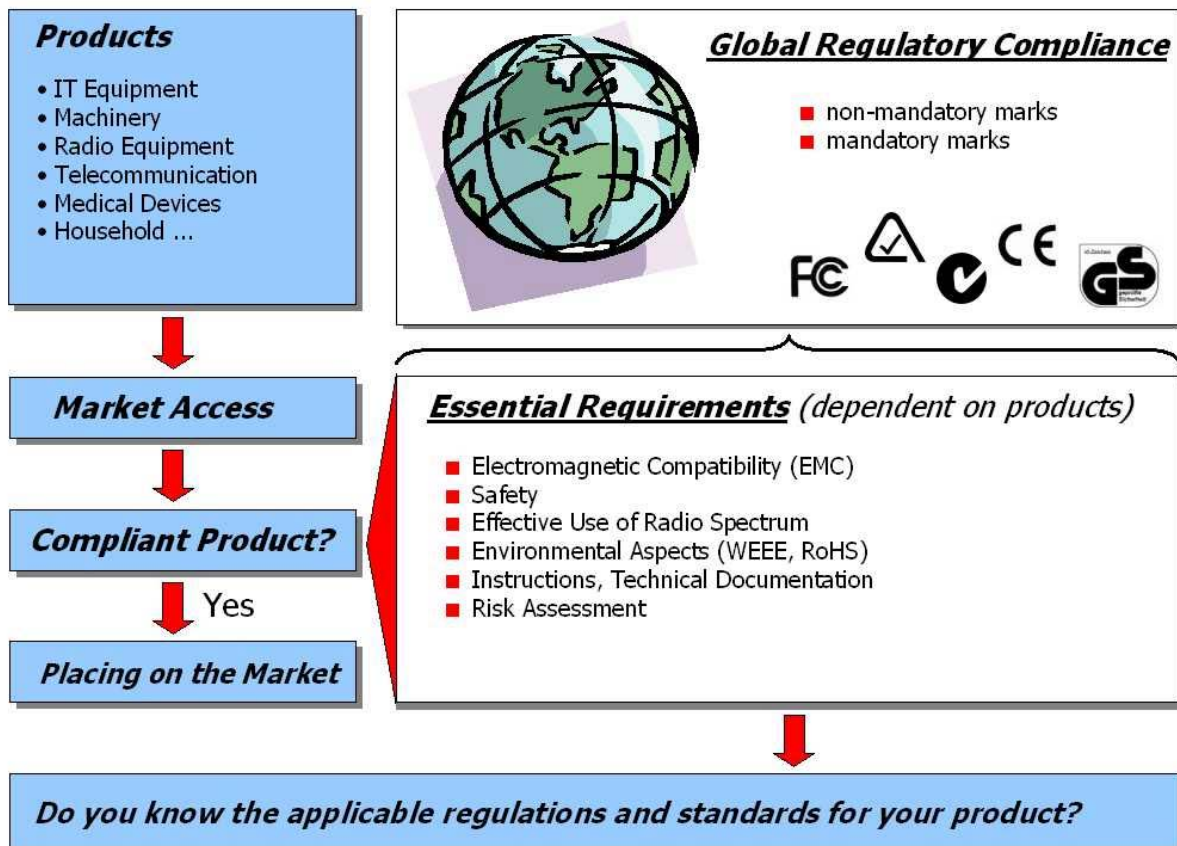 Products
• IT Equipment
• Machinery
• Radio Equipment
• Telecommunication
• Medical Devices
• Household ...
Global Regulatory Compliance
non-mandatory marks
mandatory marks
FC
CE
GS
geprüfte
Sicherheit
Market Access
Compliant Product?
Yes
Placing on the Market
Essential Requirements (dependent on products)
Electromagnetic Compatibility (EMC)
Safety
Effective Use of Radio Spectrum
Environmental Aspects (WEEE, RoHS)
Instructions, Technical Documentation
Risk Assessment
Do you know the applicable regulations and standards for your product?